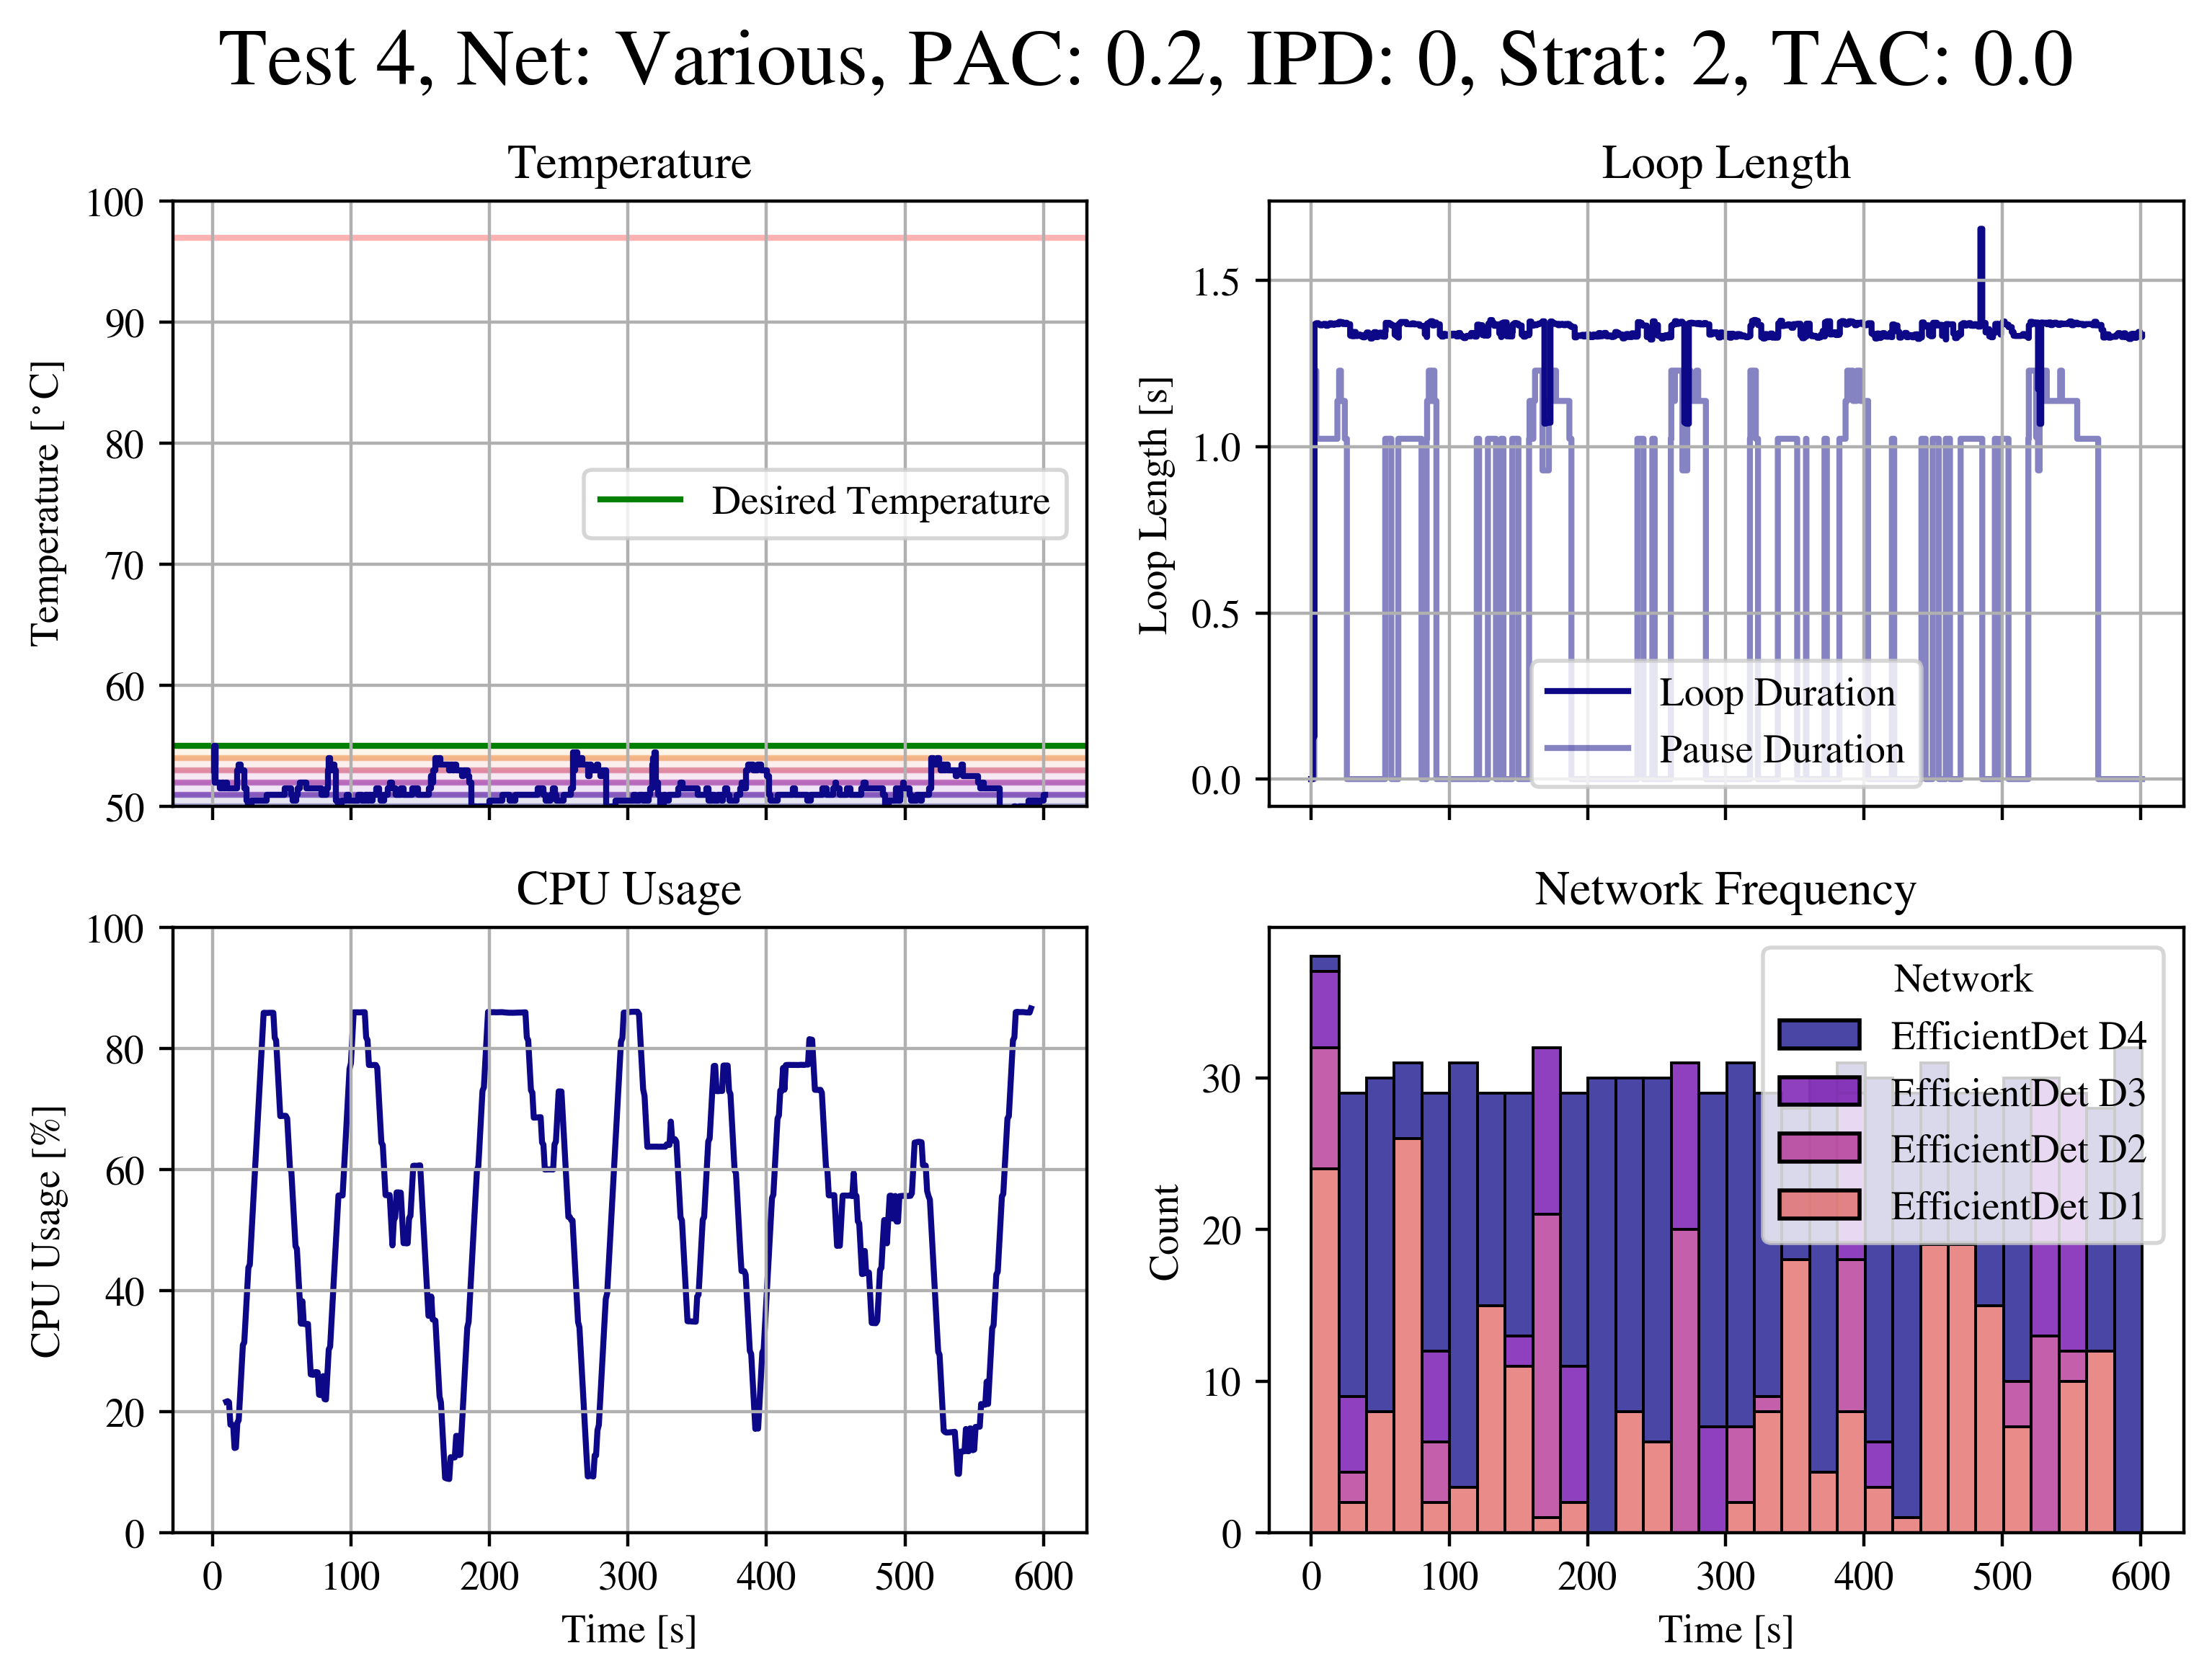 Test 4, Net: Various, PAC: 0.2, IPD: 0, Strat: 2, TAC: 0.0
Temperature
100
90
80
70
60
50
Temperature [°C]
Desired Temperature
Loop Length
1.5
1.0
0.5
0.0
Loop Length [s]
Loop Duration
Pause Duration
CPU Usage
100
80
60
40
20
0
CPU Usage [%]
0 100 200 300 400 500 600
Time [s]
Network Frequency
30
20
10
0
Count
Network
EfficientDet D4
EfficientDet D3
EfficientDet D2
EfficientDet D1
0 100 200 300 400 500 600
Time [s]